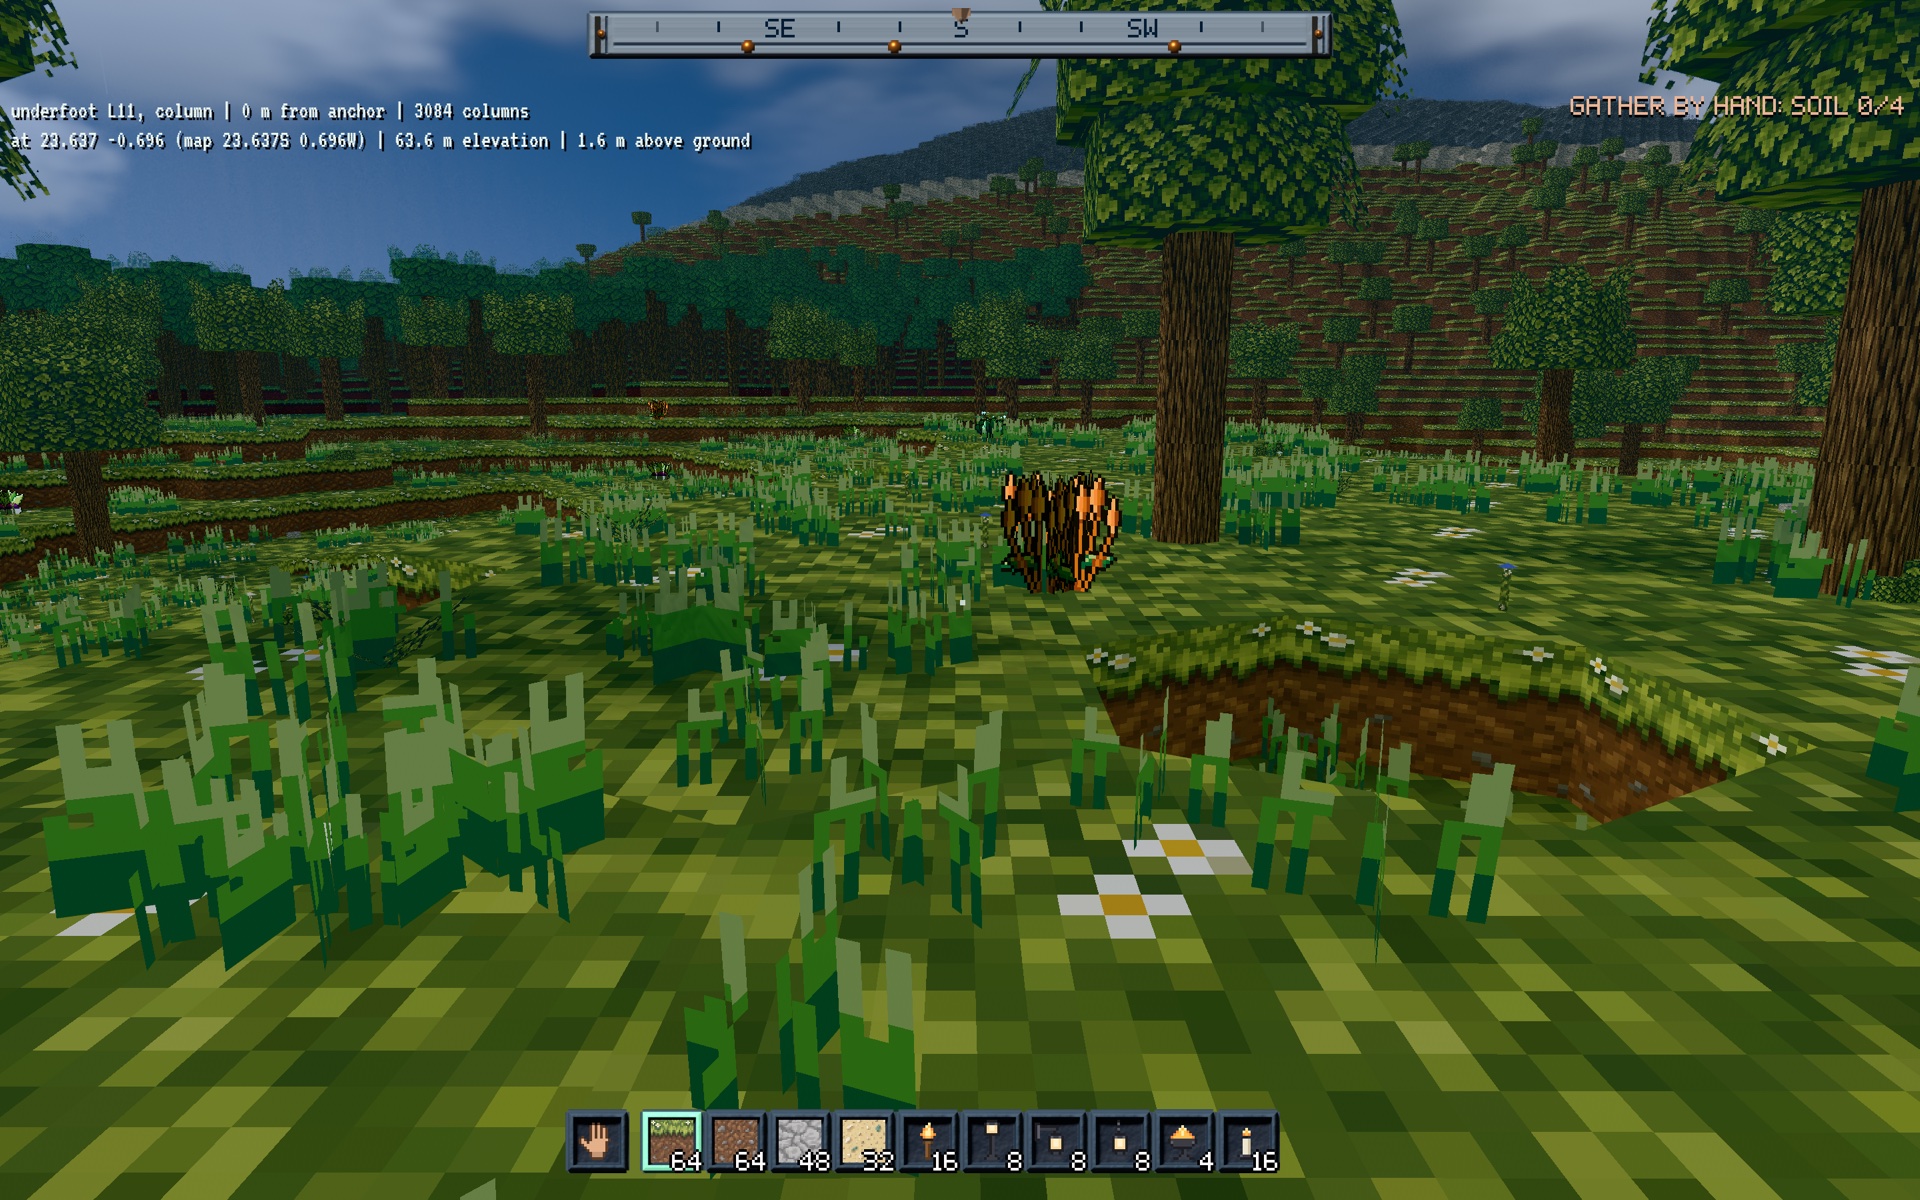 SE S SW
underfoot L11, column | 0 m from anchor | 3084 columns
GATHER BY HAND: SOIL 0/4
at 23.637 -0.696 (map 23.637S 0.696W) | 63.6 m elevation | 1.6 m above ground
64 64 48 32 16 8 8 8 4 16